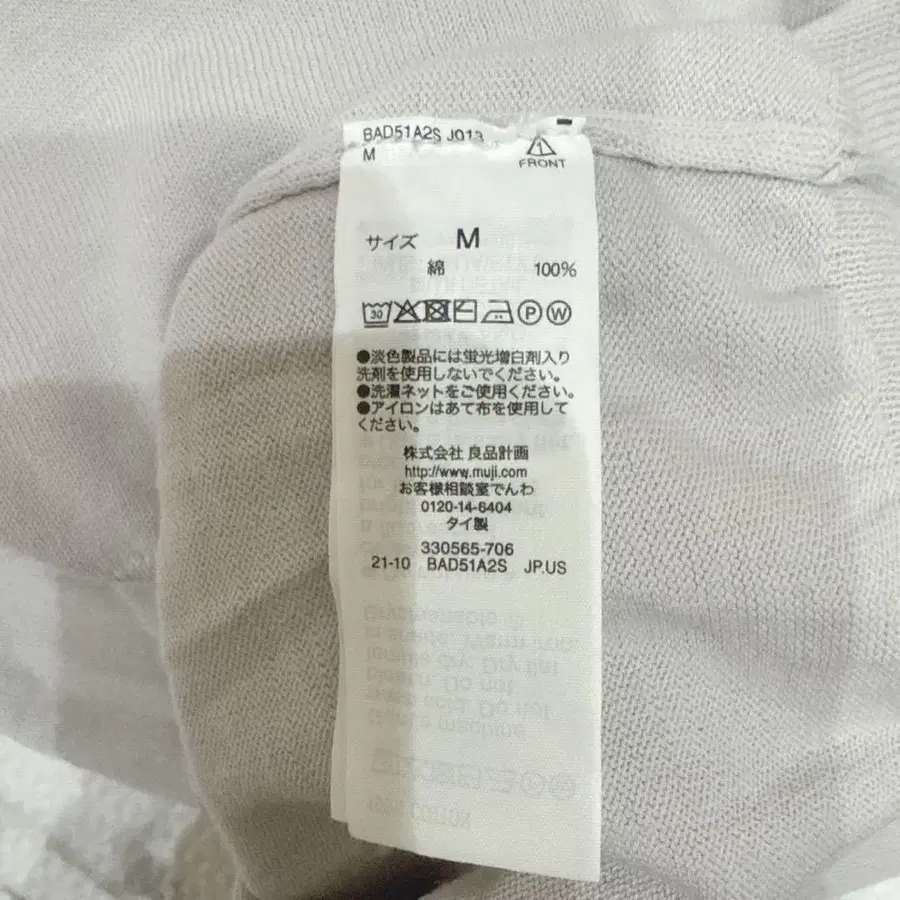 BAD51A2S J013
M
FRONT
サイズ M
綿 100%
30 P W
●淡色製品には蛍光増白剤入り
洗剤を使用しないでください。
●洗濯ネットをご使用ください。
●アイロンはあて布を使用して
ください。
株式会社 良品計画
http://www.muji.com
お客様相談室でんわ
0120-14-6404
タイ製
330565-706
21-10 BAD51A2S JP.US